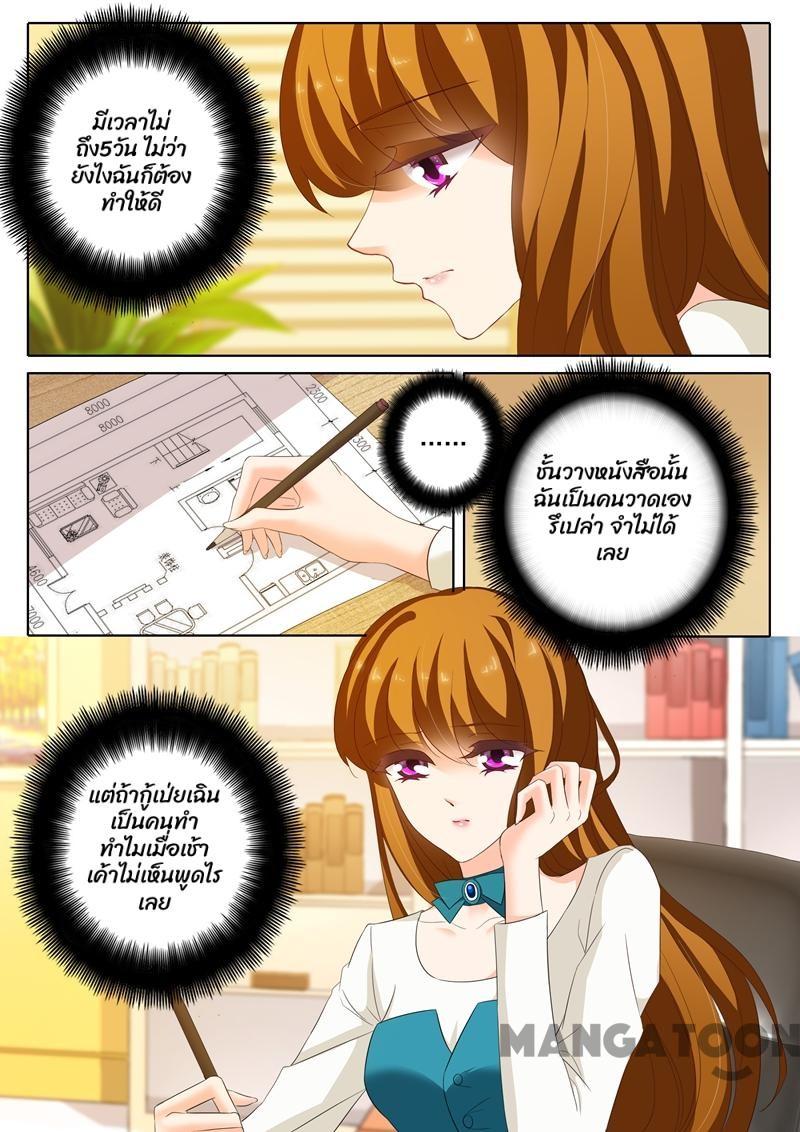 มีเวลาไม่
ถึง5วัน ไม่ว่า
ยังไงฉันก็ต้อง
ทำให้ดี
8000
8000
2300
300
4600
7000
......
ชั้นวางหนังสือนั้น
ฉันเป็นคนวาดเอง
รึเปล่า จำไม่ได้
เลย
แต่ถ้ากู้เป่ยเฉิน
เป็นคนทำ
ทำไมเมื่อเช้า
เค้าไม่เห็นพูดไร
เลย
MANGATOON